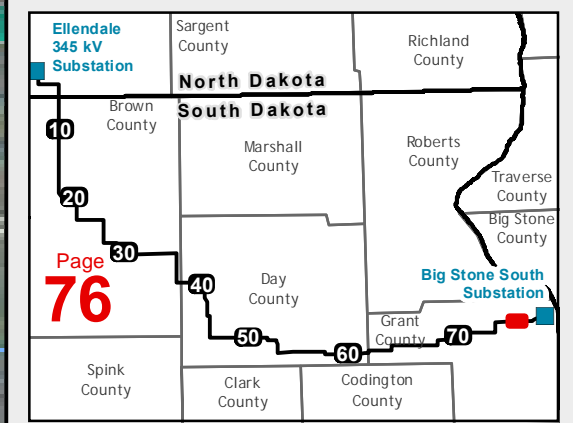 Ellendale
345 kV
Substation
Sargent
County
Richland
County
North Dakota
South Dakota
Brown
County
10
Marshall
County
Roberts
County
Traverse
County
20
Big Stone
County
30
Page
76
40
Day
County
Big Stone South
Substation
50
60
Grant
County
70
Spink
County
Clark
County
Codington
County